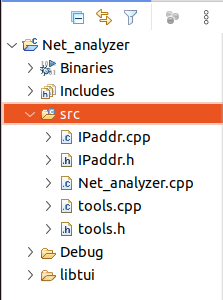 Net_analyzer
Binaries
Includes
src
IPaddr.cpp
IPaddr.h
Net_analyzer.cpp
tools.cpp
tools.h
Debug
libtui